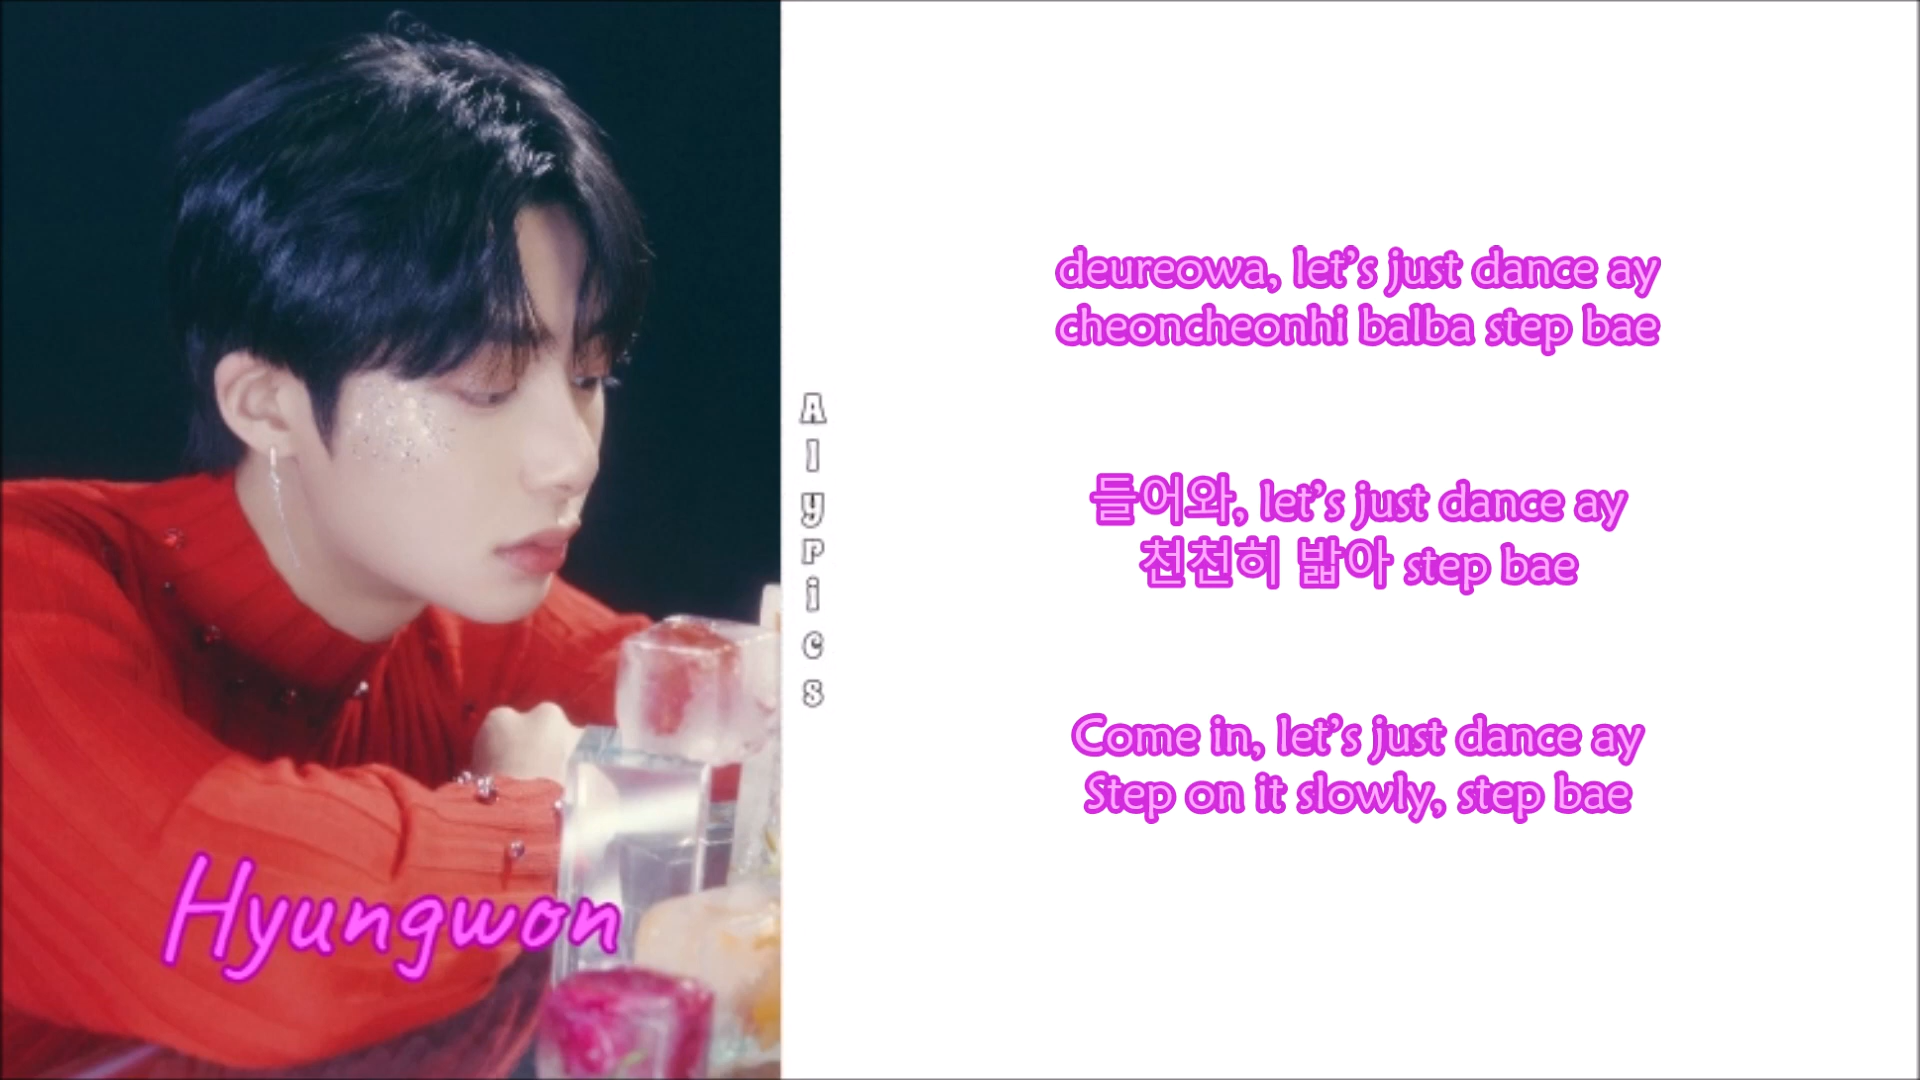 Hyungwon
Alyrics
deureowa, let's just dance ay
cheoncheonhi balba step bae
들어와, let's just dance ay
천천히 밟아 step bae
Come in, let's just dance ay
Step on it slowly, step bae